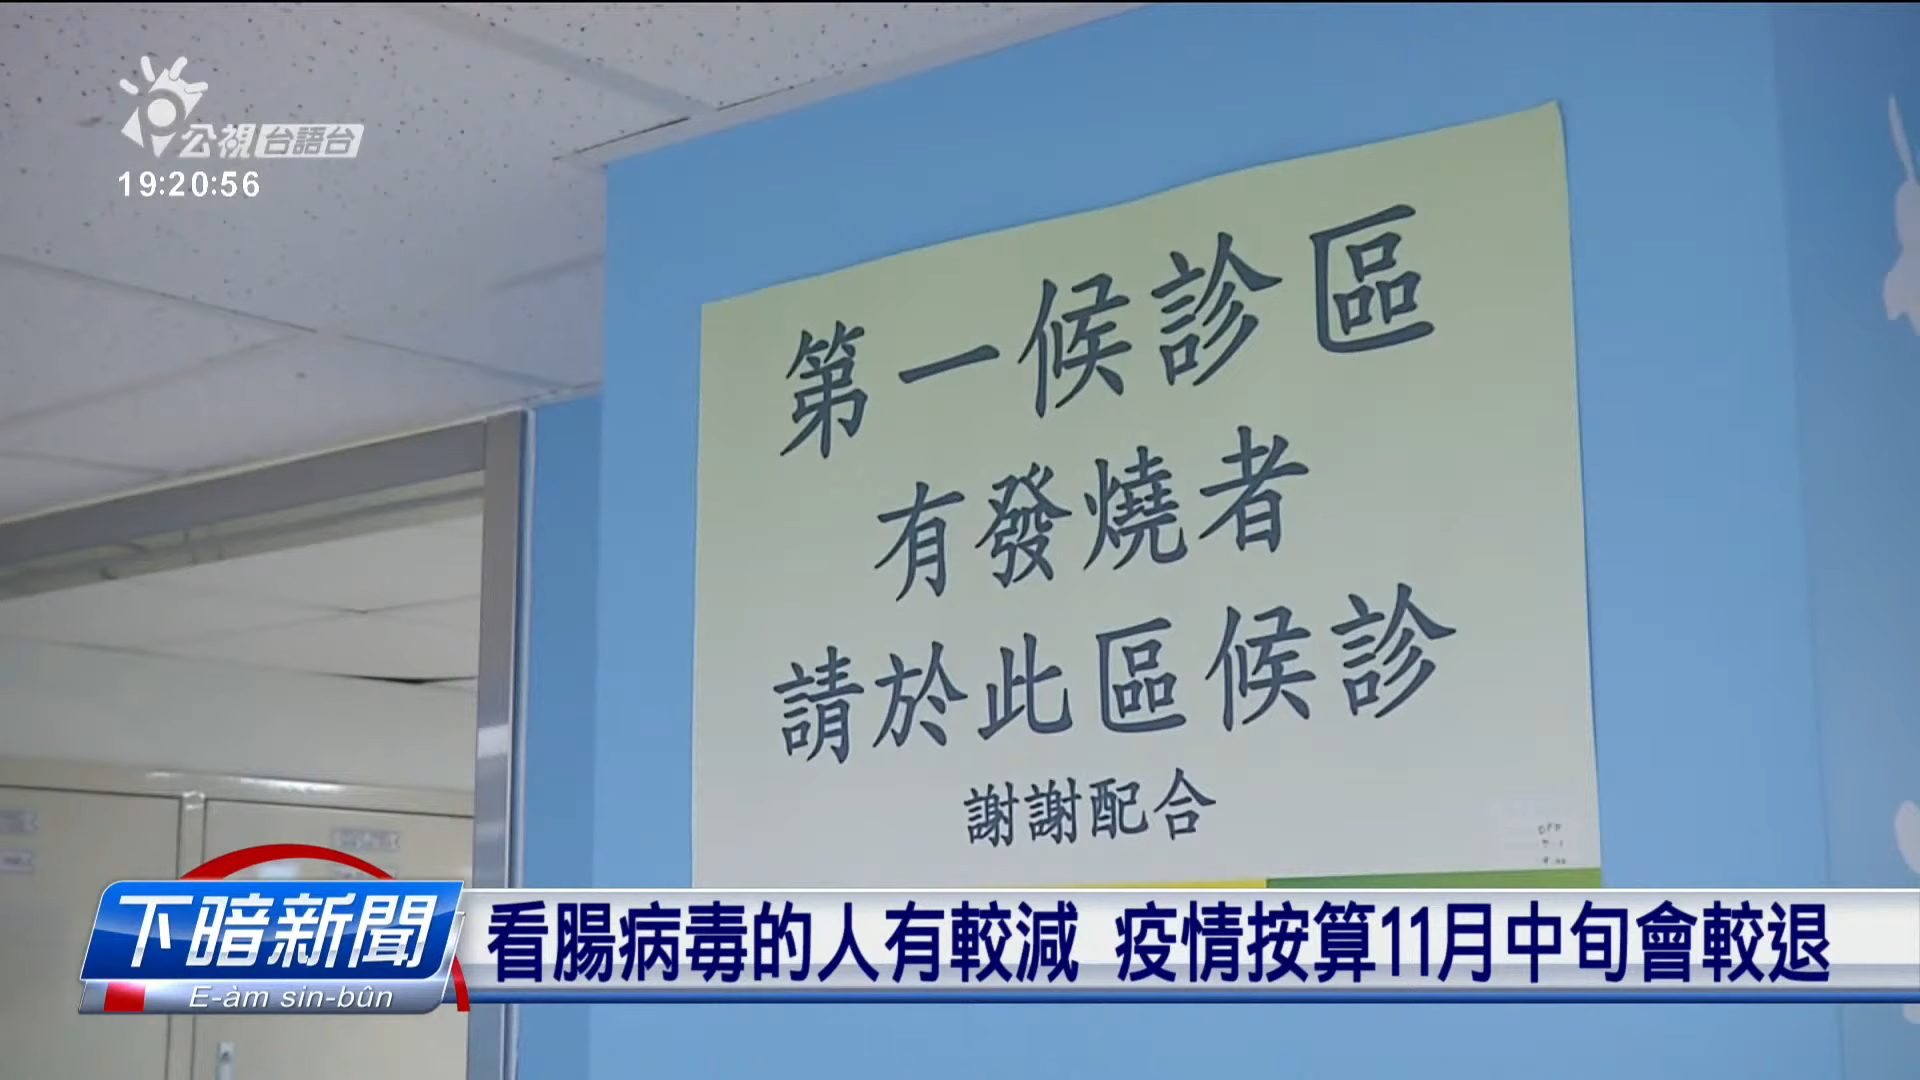 公視台語台
19:20:56
第一候診區
有發燒者
請於此區候診
謝謝配合
下暗新聞
E-àm sin-bûn
看腸病毒的人有較減 疫情按算11月中旬會較退